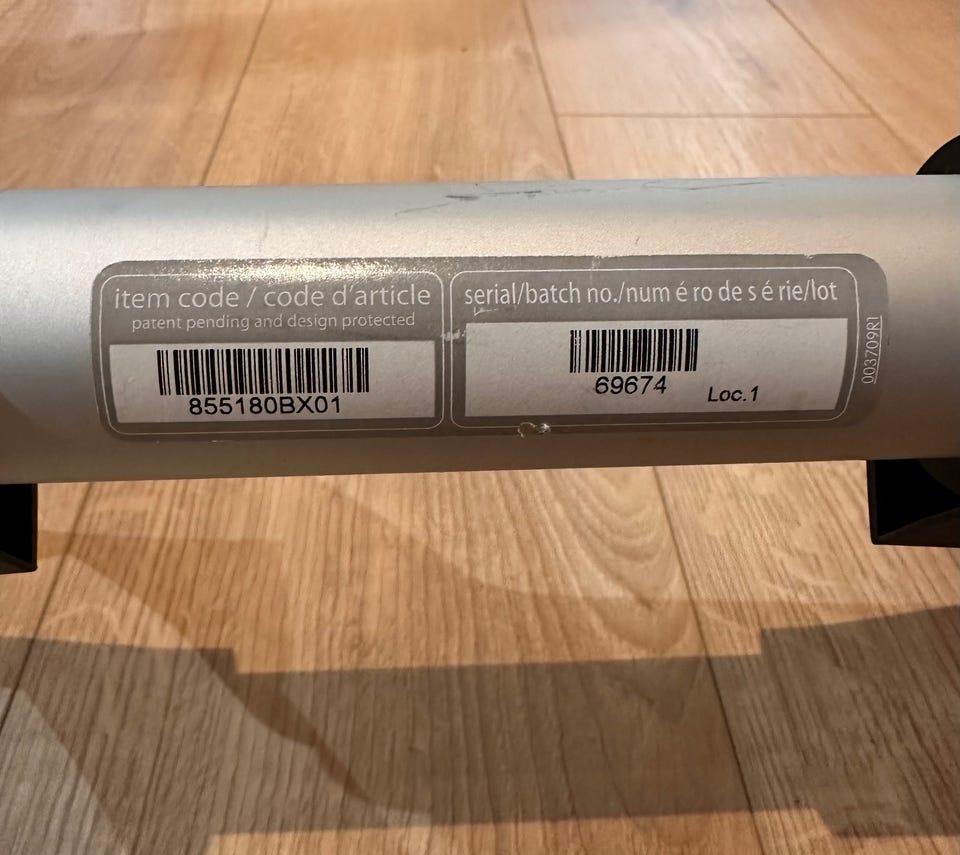 item code / code d'article
patent pending and design protected
855180BX01
serial/batch no./num é ro de s é rie/lot
69674
Loc.1
003709R1